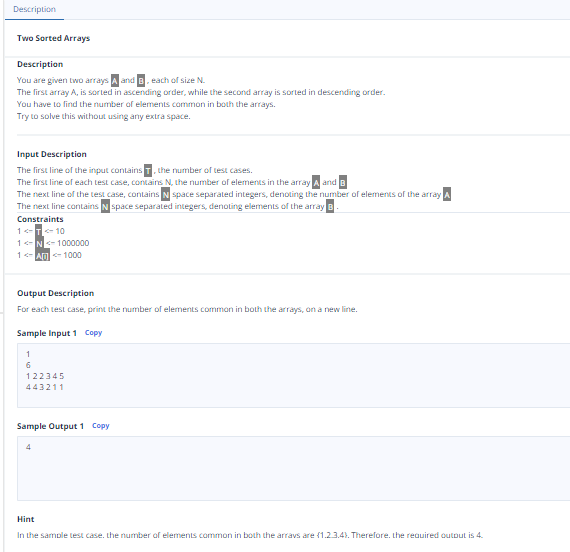 Description
Two Sorted Arrays
Description
You are given two arrays A and B , each of size N.
The first array A, is sorted in ascending order, while the second array is sorted in descending order.
You have to find the number of elements common in both the arrays.
Try to solve this without using any extra space.
Input Description
The first line of the input contains T , the number of test cases.
The first line of each test case, contains N, the number of elements in the array A and B
The next line of the test case, contains N space separated integers, denoting the number of elements of the array A
The next line contains N space separated integers, denoting elements of the array B .
Constraints
1 <= T <= 10
1 <= N <= 1000000
1 <= A[i] <= 1000
Output Description
For each test case, print the number of elements common in both the arrays, on a new line.
Sample Input 1 Copy
1
6
1 2 2 3 4 5
4 4 3 2 1 1
Sample Output 1 Copy
4
Hint
In the sample test case, the number of elements common in both the arrays are {1,2,3,4}. Therefore, the required output is 4.